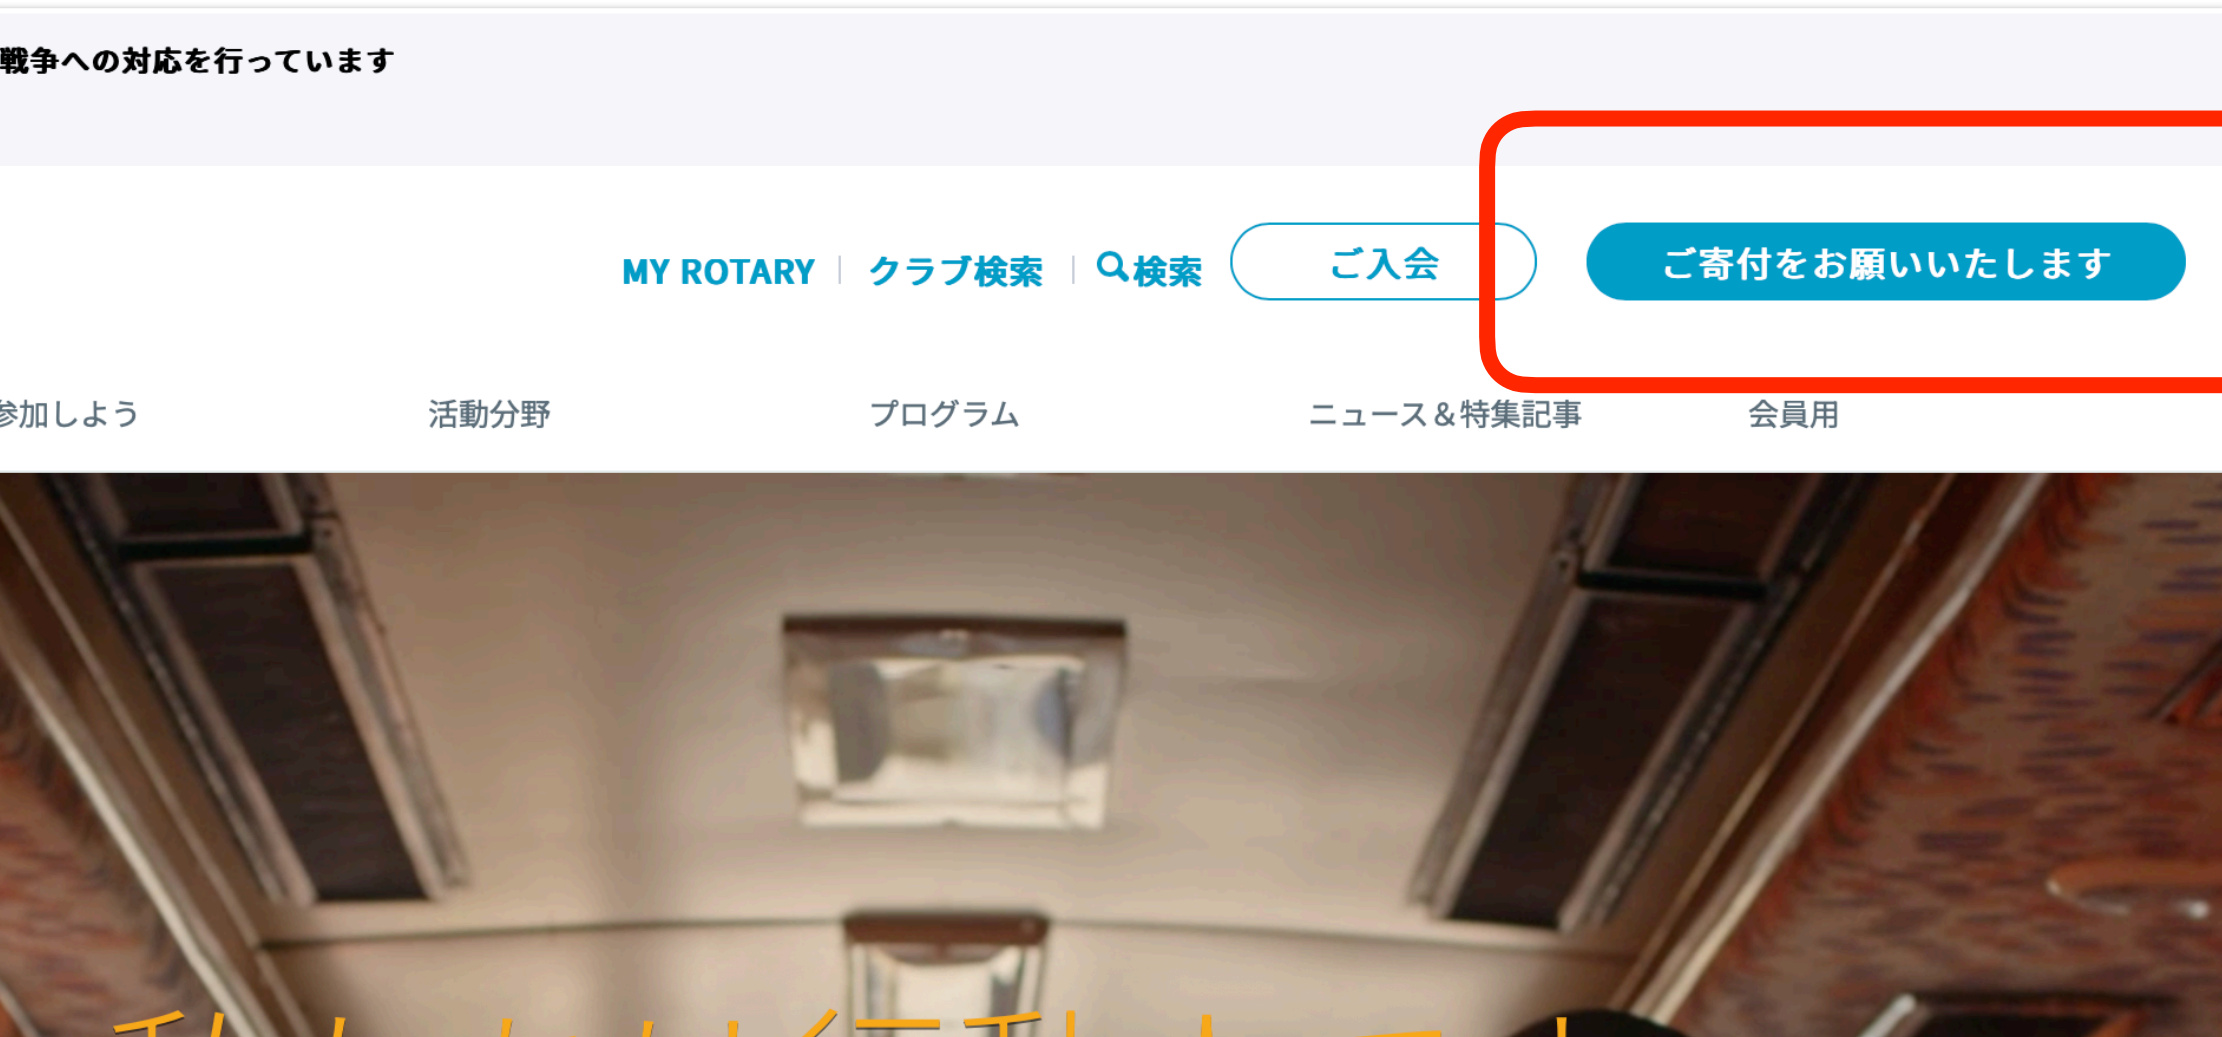 戦争への対応を行っています
MY ROTARY
クラブ検索
検索
ご入会
ご寄付をお願いいたします
参加しよう
活動分野
プログラム
ニュース&特集記事
会員用